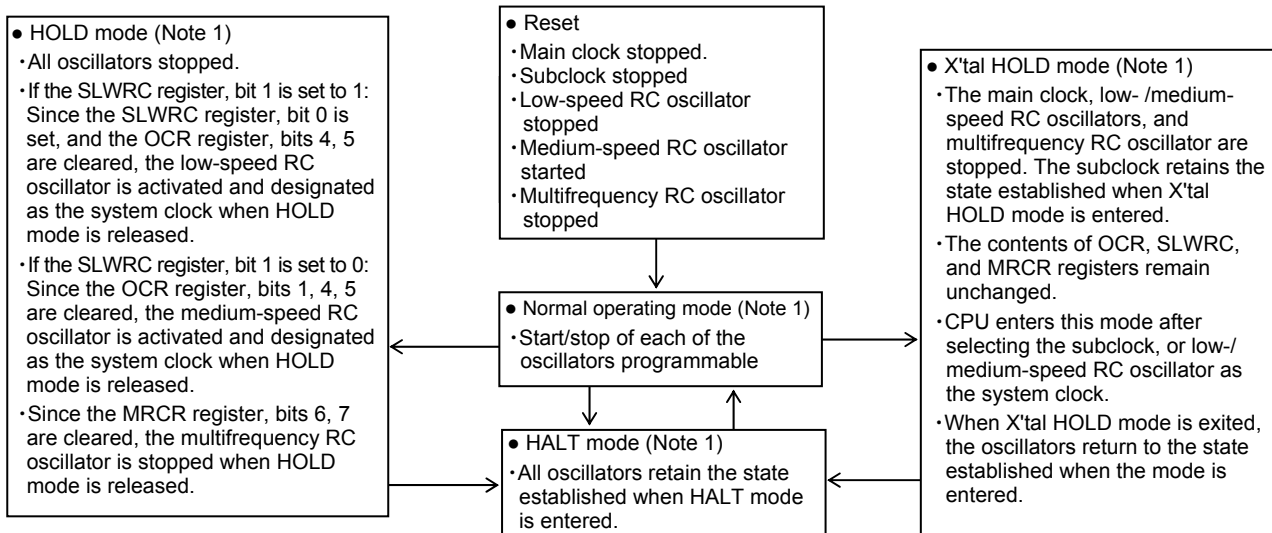 ● HOLD mode (Note 1)
・All oscillators stopped.
・If the SLWRC register, bit 1 is set to 1:
Since the SLWRC register, bit 0 is
set, and the OCR register, bits 4, 5
are cleared, the low-speed RC
oscillator is activated and designated
as the system clock when HOLD
mode is released.
・If the SLWRC register, bit 1 is set to 0:
Since the OCR register, bits 1, 4, 5
are cleared, the medium-speed RC
oscillator is activated and designated
as the system clock when HOLD
mode is released.
・Since the MRCR register, bits 6, 7
are cleared, the multifrequency RC
oscillator is stopped when HOLD
mode is released.
● Reset
・Main clock stopped.
・Subclock stopped
・Low-speed RC oscillator
stopped
・Medium-speed RC oscillator
started
・Multifrequency RC oscillator
stopped
● Normal operating mode (Note 1)
・Start/stop of each of the
oscillators programmable
● HALT mode (Note 1)
・All oscillators retain the state
established when HALT mode
is entered.
● X'tal HOLD mode (Note 1)
・The main clock, low- /medium-
speed RC oscillators, and
multifrequency RC oscillator are
stopped. The subclock retains the
state established when X'tal
HOLD mode is entered.
・The contents of OCR, SLWRC,
and MRCR registers remain
unchanged.
・CPU enters this mode after
selecting the subclock, or low-/
medium-speed RC oscillator as
the system clock.
・When X'tal HOLD mode is exited,
the oscillators return to the state
established when the mode is
entered.